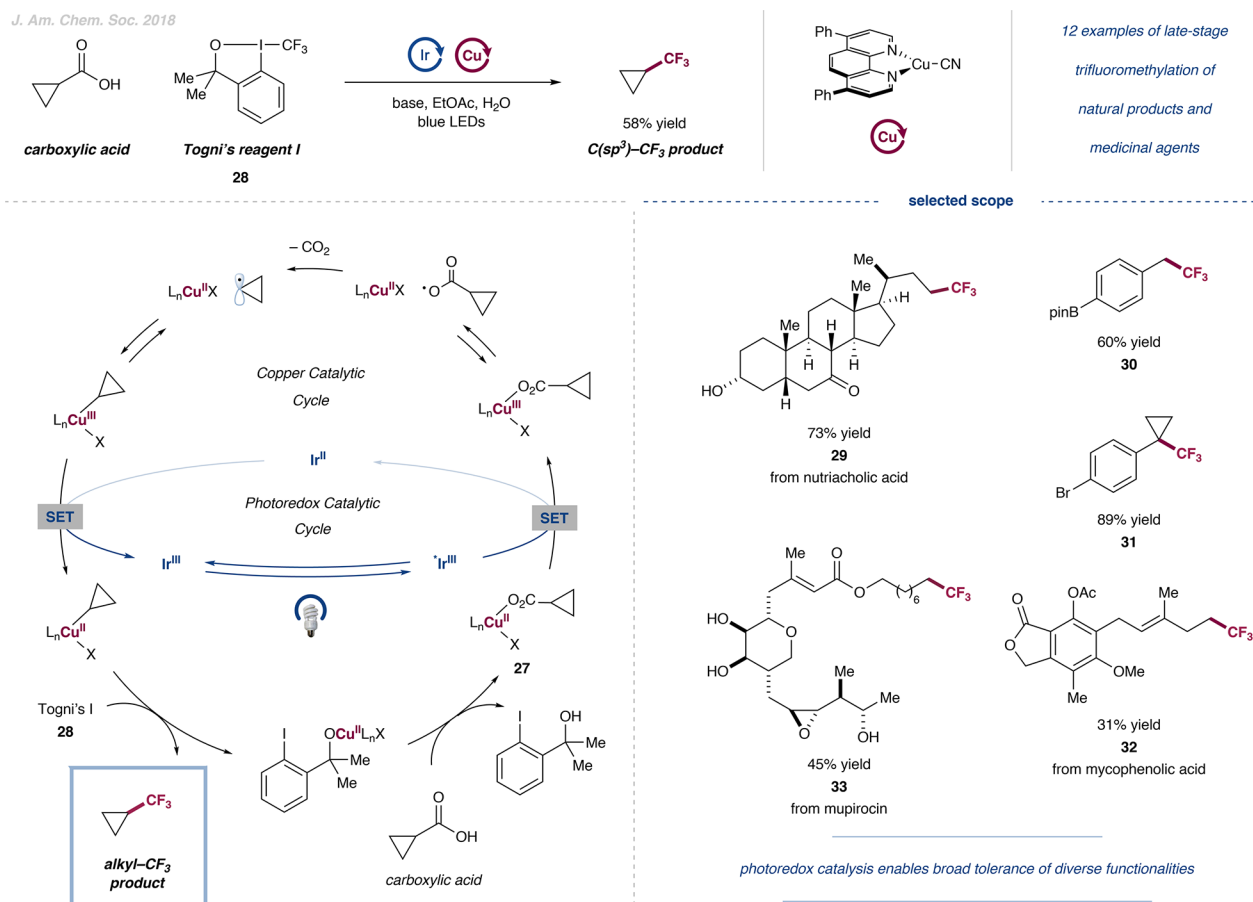 J. Am. Chem. Soc. 2018
O
OH
O
I
CF3
Me
Me
carboxylic acid
Togni's reagent I
28
Ir
Cu
base, EtOAc, H2O
blue LEDs
CF3
58% yield
C(sp3)–CF3 product
Ph
N
Cu
CN
N
Ph
Cu
12 examples of late-stage
trifluoromethylation of
natural products and
medicinal agents
selected scope
– CO2
LnCuIIX
LnCuIIX
•O
O
Copper Catalytic
Cycle
LnCuIII
X
O2C
LnCuIII
X
IrII
Photoredox Catalytic
Cycle
SET
SET
IrIII
*IrIII
LnCuII
X
O2C
LnCuII
X
27
Togni's I
28
I
OCuIILnX
Me
Me
I
OH
Me
Me
CF3
alkyl–CF3
product
O
OH
carboxylic acid
Me
CF3
Me
H
Me
H
H
H
HO
H
O
73% yield
29
from nutriacholic acid
CF3
pinB
60% yield
30
CF3
Br
89% yield
31
Me
O
O
6
CF3
HO
O
HO
Me
Me
O
OH
45% yield
33
from mupirocin
OAc
O
Me
O
CF3
OMe
Me
31% yield
32
from mycophenolic acid
photoredox catalysis enables broad tolerance of diverse functionalities